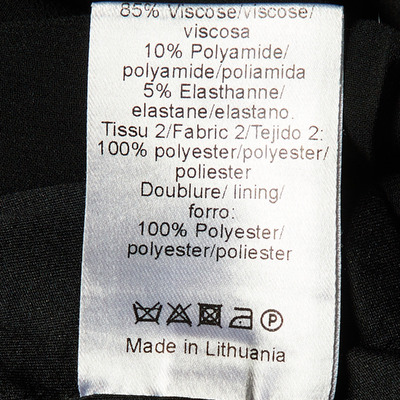 85% Viscose/viscose/
viscosa
10% Polyamide/
polyamide/poliamida
5% Elasthanne/
elastane/elastano.
Tissu 2/Fabric 2/Tejido 2:
100% polyester/polyester/
poliester
Doublure/ lining/
forro:
100% Polyester/
polyester/poliester
P
Made in Lithuania